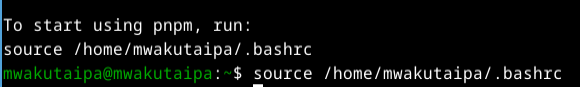 To start using pnpm, run:
source /home/mwakutaipa/.bashrc
mwakutaipa@mwakutaipa:~$ source /home/mwakutaipa/.bashrc